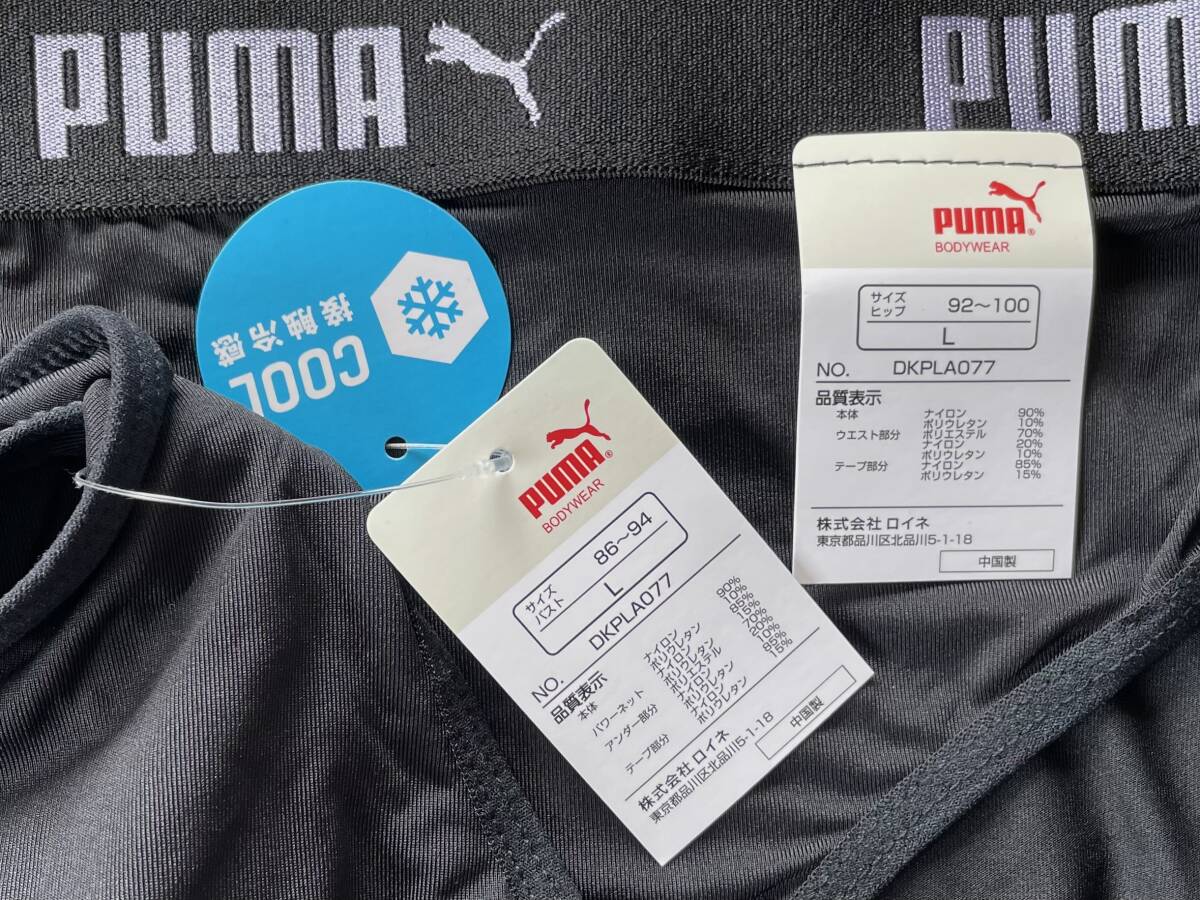 PUMA
PUM
COOL
接触冷感
PUMA®
BODYWEAR
サイズ
ヒップ 92〜100
L
NO. DKPLA077
品質表示
本体 ナイロン 90%
ポリウレタン 10%
ウエスト部分 ポリエステル 70%
ナイロン 20%
ポリウレタン 10%
テープ部分 ナイロン 85%
ポリウレタン 15%
株式会社 ロイネ
東京都品川区北品川5-1-18
中国製
PUMA®
BODYWEAR
サイズ
バスト 86〜94
L
NO. DKPLA077
品質表示
本体 ナイロン 90%
ポリウレタン 10%
パワーネット ナイロン 85%
ポリウレタン 15%
アンダー部分 ポリエステル 70%
ナイロン 20%
ポリウレタン 10%
テープ部分 ナイロン 85%
ポリウレタン 15%
株式会社 ロイネ
東京都品川区北品川5-1-18
中国製